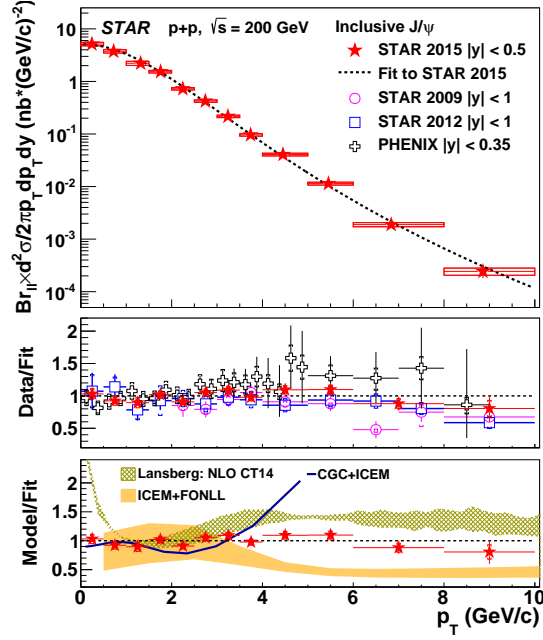 STAR p+p, √s = 200 GeV Inclusive J/ψ
STAR 2015 |y| < 0.5
Fit to STAR 2015
STAR 2009 |y| < 1
STAR 2012 |y| < 1
PHENIX |y| < 0.35
Br_ll×d²σ/2πp_Tdp_Tdy (nb*(GeV/c)⁻²)
10
1
10⁻¹
10⁻²
10⁻³
10⁻⁴
Data/Fit
2
1.5
1
0.5
Lansberg: NLO CT14
CGC+ICEM
ICEM+FONLL
Model/Fit
2
1.5
1
0.5
0 2 4 6 8 10
p_T (GeV/c)